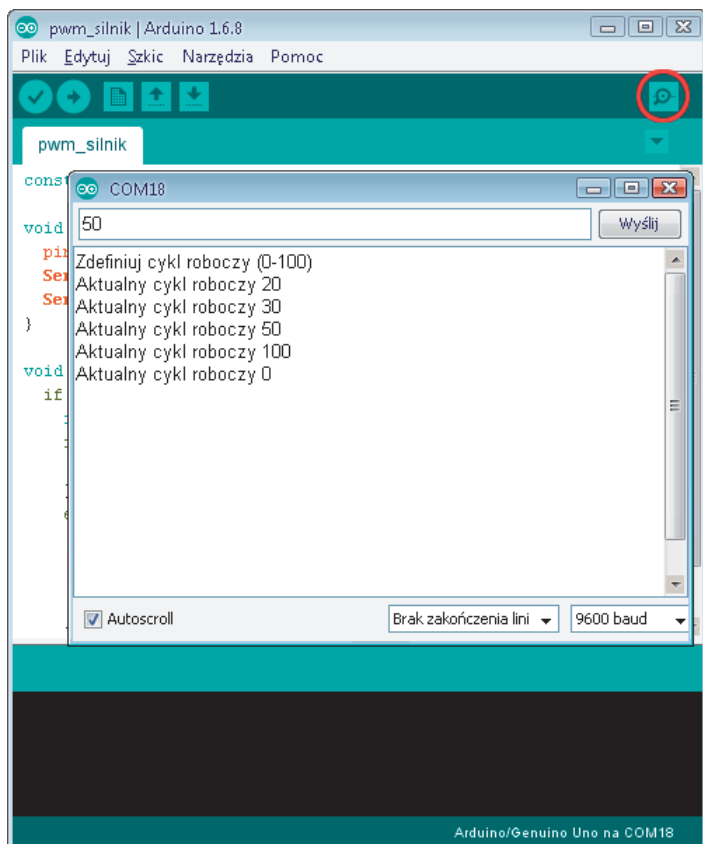 pwm_silnik | Arduino 1.6.8
Plik Edytuj Szkic Narzędzia Pomoc
pwm_silnik
const
COM18
void
50
Wyślij
pin
Ser
Ser
}
void
if
Zdefiniuj cykl roboczy (0-100)
Aktualny cykl roboczy 20
Aktualny cykl roboczy 30
Aktualny cykl roboczy 50
Aktualny cykl roboczy 100
Aktualny cykl roboczy 0
Autoscroll
Brak zakończenia lini
9600 baud
Arduino/Genuino Uno na COM18